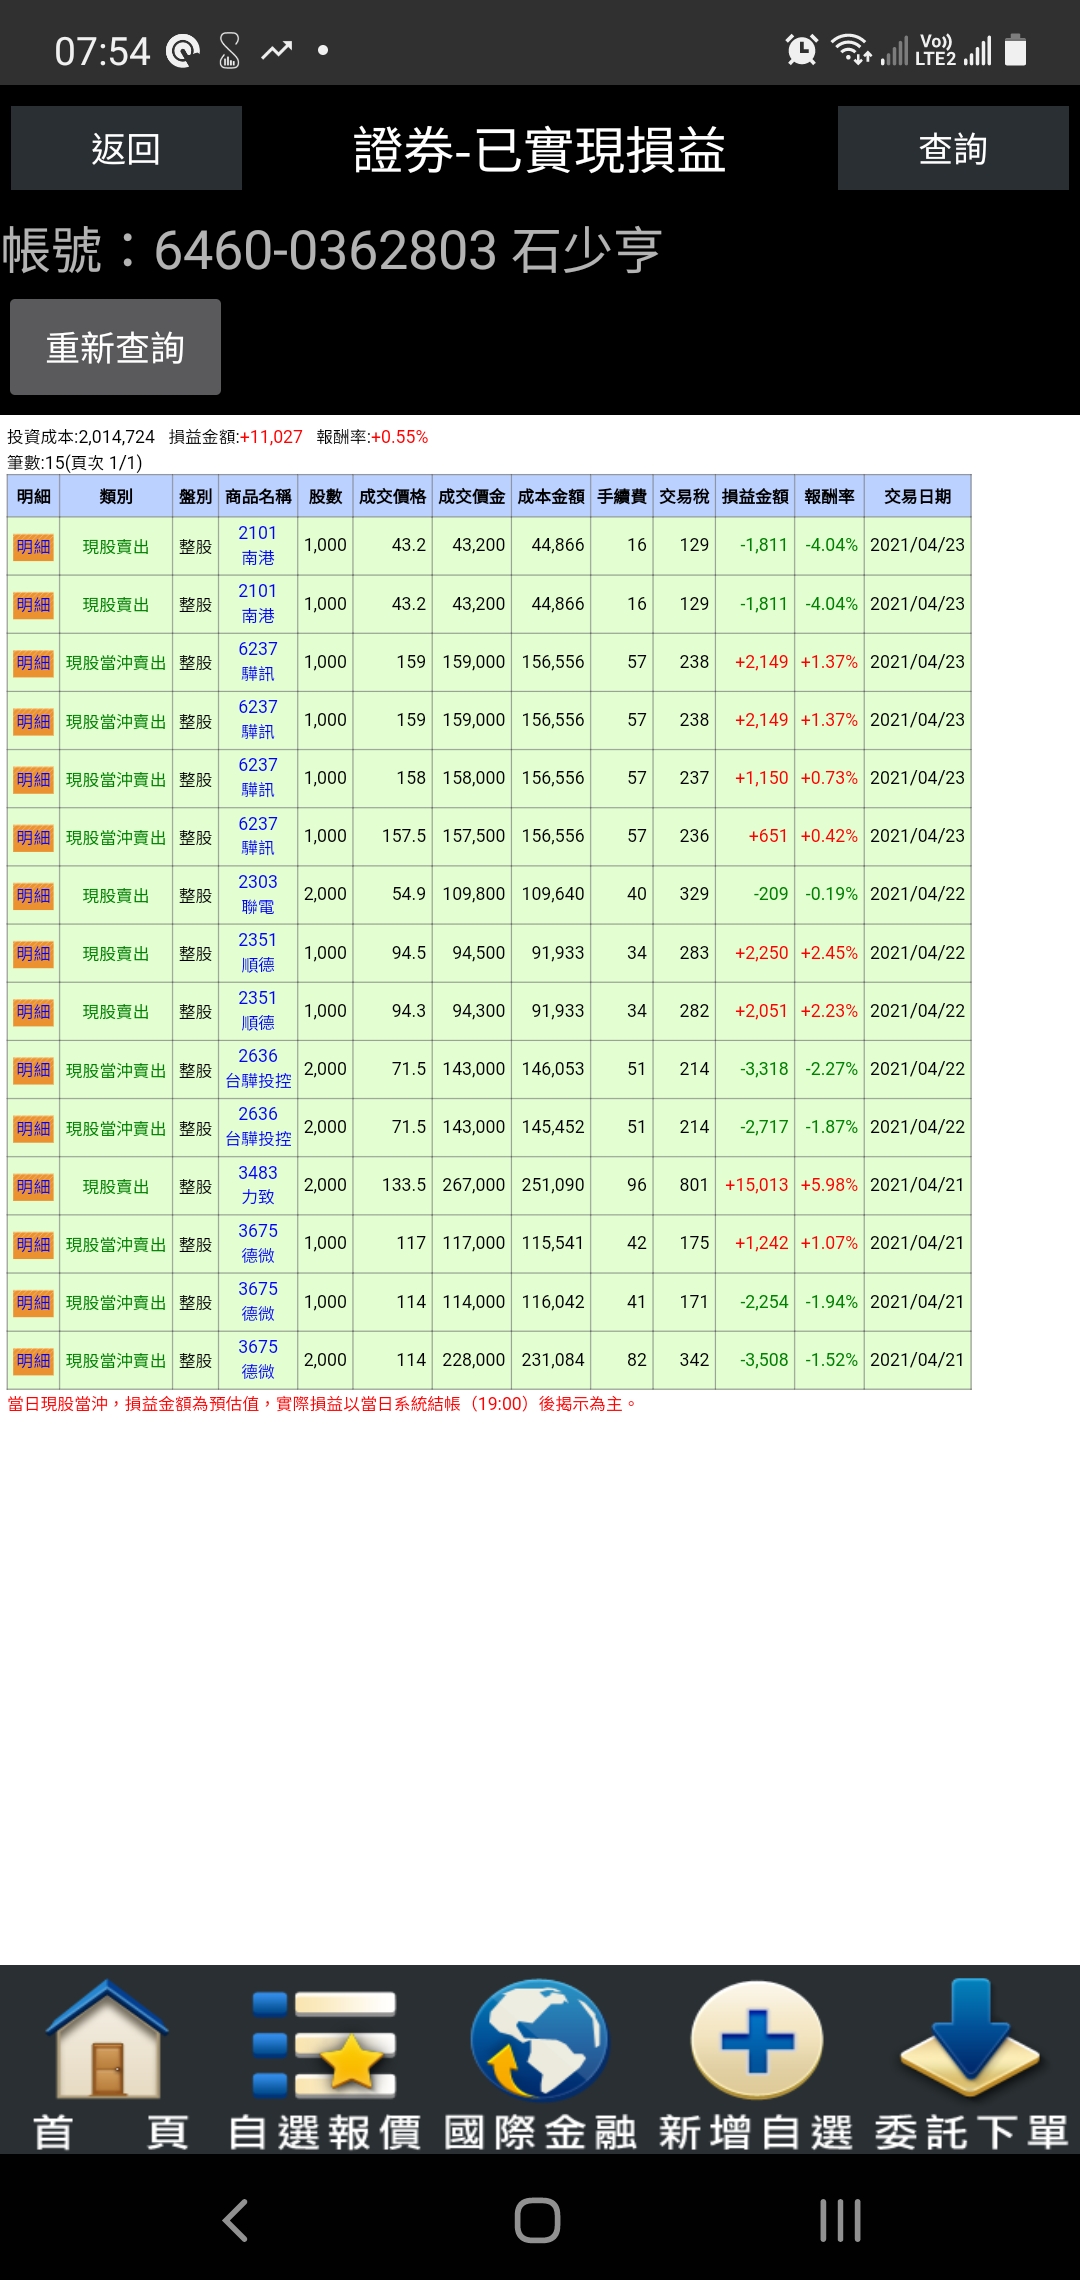 07:54
Vo))
LTE2
返回 證券-已實現損益 查詢
帳號：6460-0362803 石少亨
重新查詢
投資成本:2,014,724 損益金額:+11,027 報酬率:+0.55%
筆數:15(頁次 1/1)
明細 類別 盤別 商品名稱 股數 成交價格 成交價金 成本金額 手續費 交易稅 損益金額 報酬率 交易日期
明細 現股賣出 整股 2101 南港 1,000 43.2 43,200 44,866 16 129 -1,811 -4.04% 2021/04/23
明細 現股賣出 整股 2101 南港 1,000 43.2 43,200 44,866 16 129 -1,811 -4.04% 2021/04/23
明細 現股當沖賣出 整股 6237 驊訊 1,000 159 159,000 156,556 57 238 +2,149 +1.37% 2021/04/23
明細 現股當沖賣出 整股 6237 驊訊 1,000 159 159,000 156,556 57 238 +2,149 +1.37% 2021/04/23
明細 現股當沖賣出 整股 6237 驊訊 1,000 158 158,000 156,556 57 237 +1,150 +0.73% 2021/04/23
明細 現股當沖賣出 整股 6237 驊訊 1,000 157.5 157,500 156,556 57 236 +651 +0.42% 2021/04/23
明細 現股賣出 整股 2303 聯電 2,000 54.9 109,800 109,640 40 329 -209 -0.19% 2021/04/22
明細 現股賣出 整股 2351 順德 1,000 94.5 94,500 91,933 34 283 +2,250 +2.45% 2021/04/22
明細 現股賣出 整股 2351 順德 1,000 94.3 94,300 91,933 34 282 +2,051 +2.23% 2021/04/22
明細 現股當沖賣出 整股 2636 台驊投控 2,000 71.5 143,000 146,053 51 214 -3,318 -2.27% 2021/04/22
明細 現股當沖賣出 整股 2636 台驊投控 2,000 71.5 143,000 145,452 51 214 -2,717 -1.87% 2021/04/22
明細 現股賣出 整股 3483 力致 2,000 133.5 267,000 251,090 96 801 +15,013 +5.98% 2021/04/21
明細 現股當沖賣出 整股 3675 德微 1,000 117 117,000 115,541 42 175 +1,242 +1.07% 2021/04/21
明細 現股當沖賣出 整股 3675 德微 1,000 114 114,000 116,042 41 171 -2,254 -1.94% 2021/04/21
明細 現股當沖賣出 整股 3675 德微 2,000 114 228,000 231,084 82 342 -3,508 -1.52% 2021/04/21
當日現股當沖，損益金額為預估值，實際損益以當日系統結帳（19:00）後揭示為主。
首頁 自選報價 國際金融 新增自選 委託下單